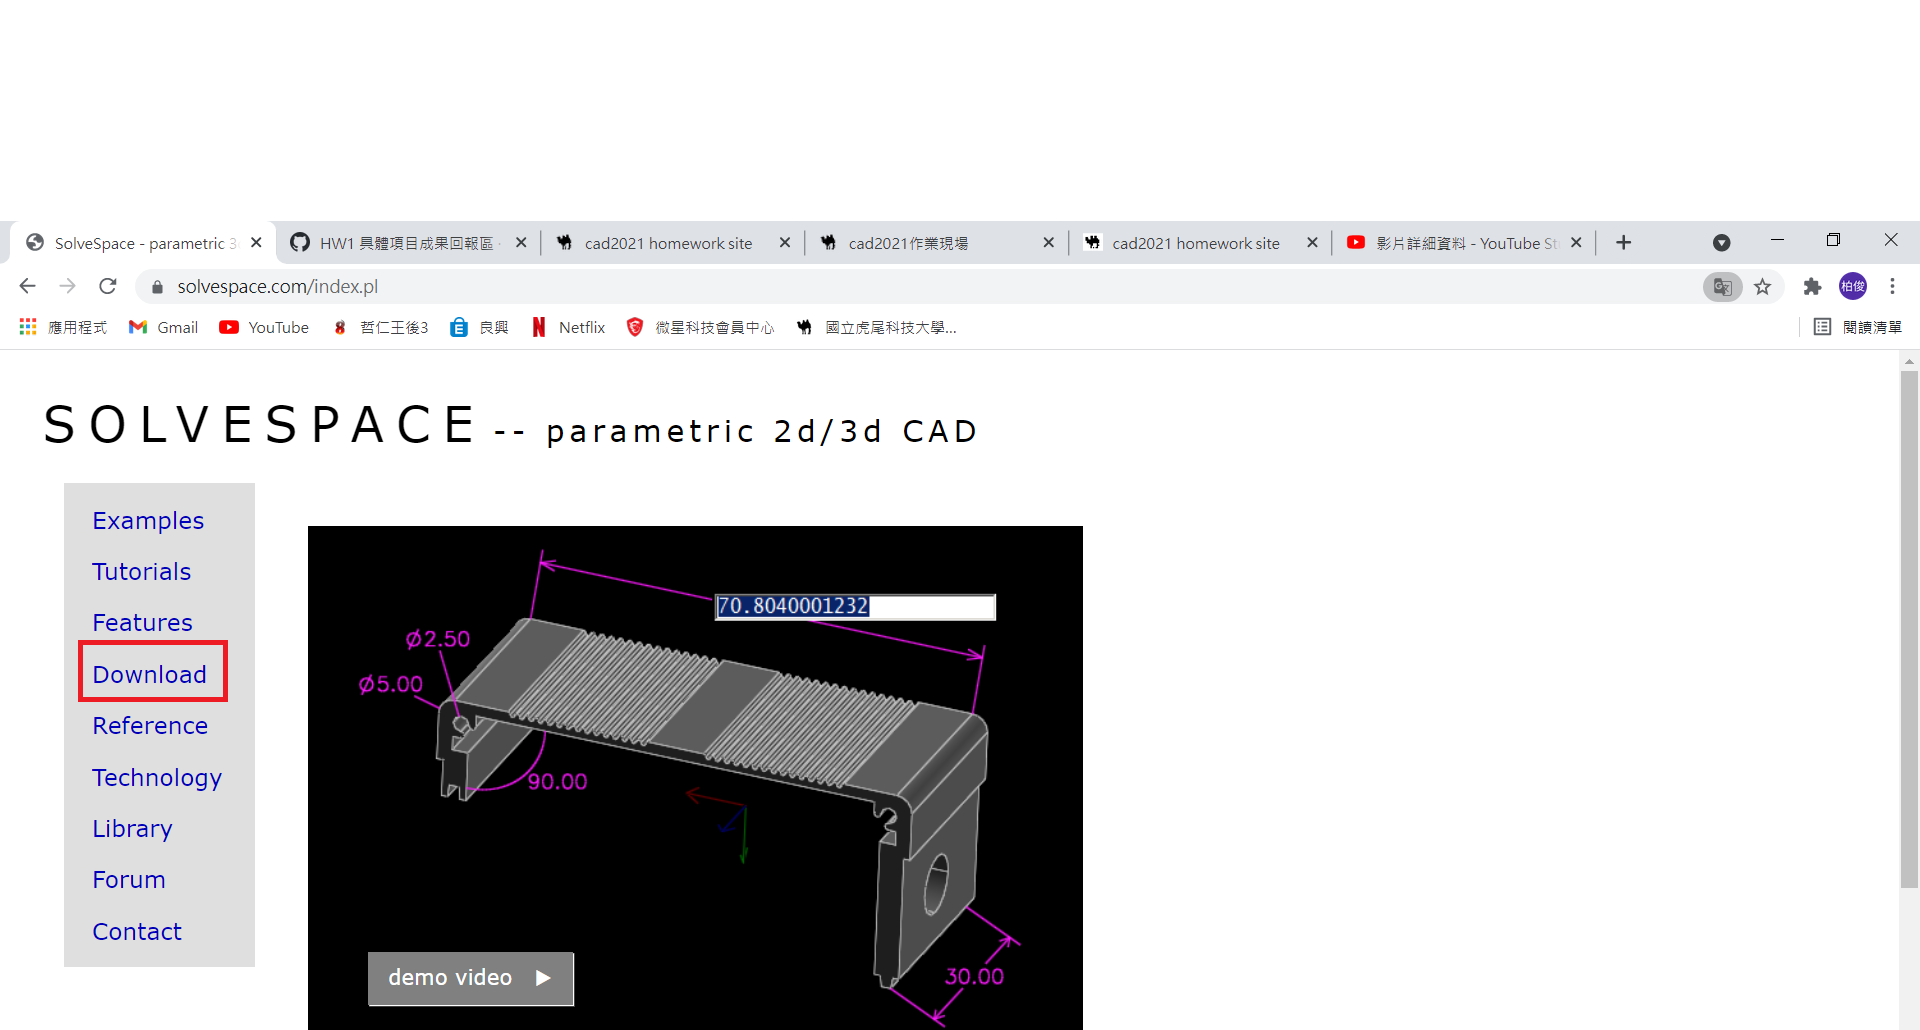 SolveSpace - parametric 3
HW1 具體項目成果回報區
cad2021 homework site
cad2021作業現場
cad2021 homework site
影片詳細資料 - YouTube St
solvespace.com/index.pl
柏俊
應用程式
Gmail
YouTube
哲仁王後3
良興
Netflix
微星科技會員中心
國立虎尾科技大學...
閱讀清單
SOLVESPACE -- parametric 2d/3d CAD
Examples
Tutorials
Features
Download
Reference
Technology
Library
Forum
Contact
70.8040001232
Ø2.50
Ø5.00
90.00
30.00
demo video